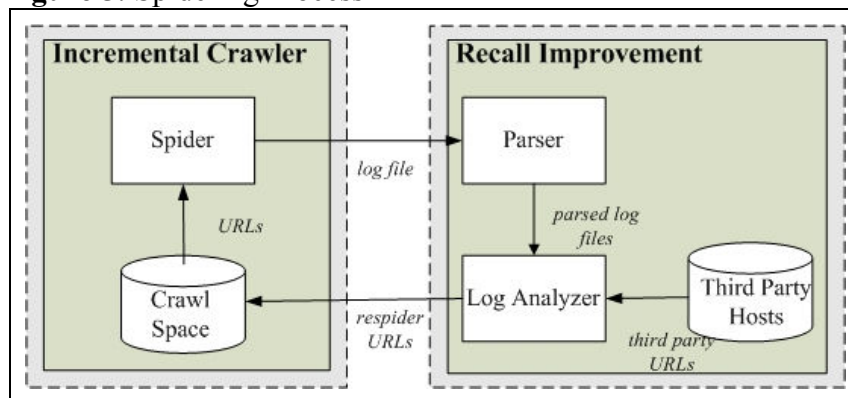 Incremental Crawler
Recall Improvement
Spider
log file
Parser
URLs
parsed log
files
Crawl
Space
respider
URLs
Log Analyzer
Third Party
Hosts
third party
URLs